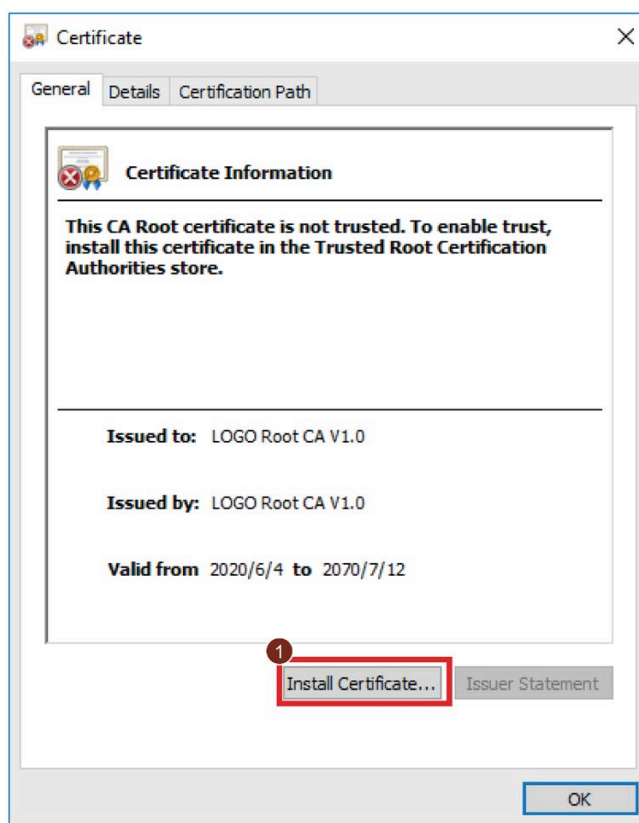 Certificate
General Details Certification Path
Certificate Information
This CA Root certificate is not trusted. To enable trust,
install this certificate in the Trusted Root Certification
Authorities store.
Issued to: LOGO Root CA V1.0
Issued by: LOGO Root CA V1.0
Valid from 2020/6/4 to 2070/7/12
1
Install Certificate... Issuer Statement
OK